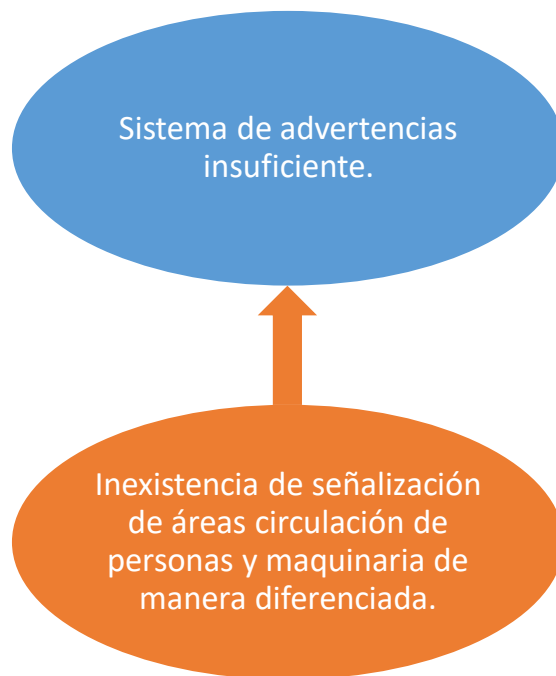 Sistema de advertencias
insuficiente.
Inexistencia de señalización
de áreas circulación de
personas y maquinaria de
manera diferenciada.